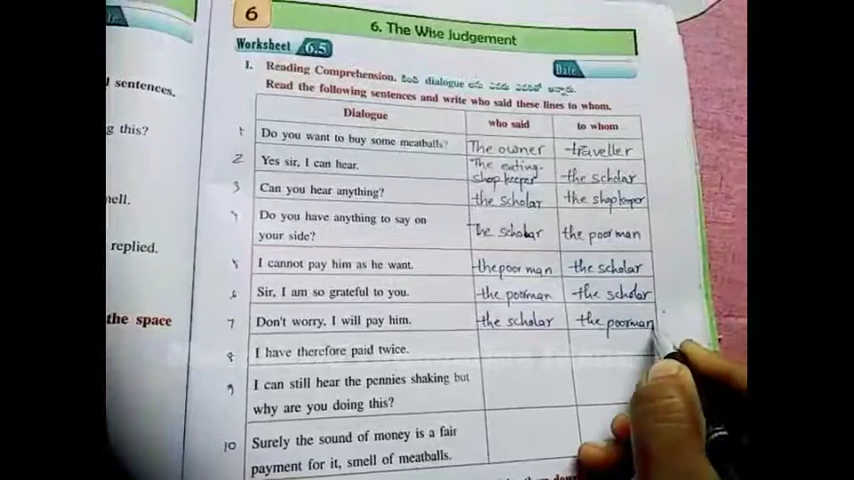 6
6. The Wise Judgement
Worksheet 6.5
Date
I. Reading Comprehension. కింది dialogue లను ఎవరు ఎవరితో అన్నారు.
Read the following sentences and write who said these lines to whom.
Dialogue who said to whom
1 Do you want to buy some meatballs? The owner traveller
2 Yes sir, I can hear. The eating-shop keeper the scholar
3 Can you hear anything? the scholar the shopkeeper
4 Do you have anything to say on
your side? the scholar the poor man
5 I cannot pay him as he want. the poor man the scholar
6 Sir, I am so grateful to you. the poorman the scholar
7 Don't worry, I will pay him. the scholar the poorman
8 I have therefore paid twice.
9 I can still hear the pennies shaking but
why are you doing this?
10 Surely the sound of money is a fair
payment for it, smell of meatballs.
sentences,
g this?
nell.
replied.
the space